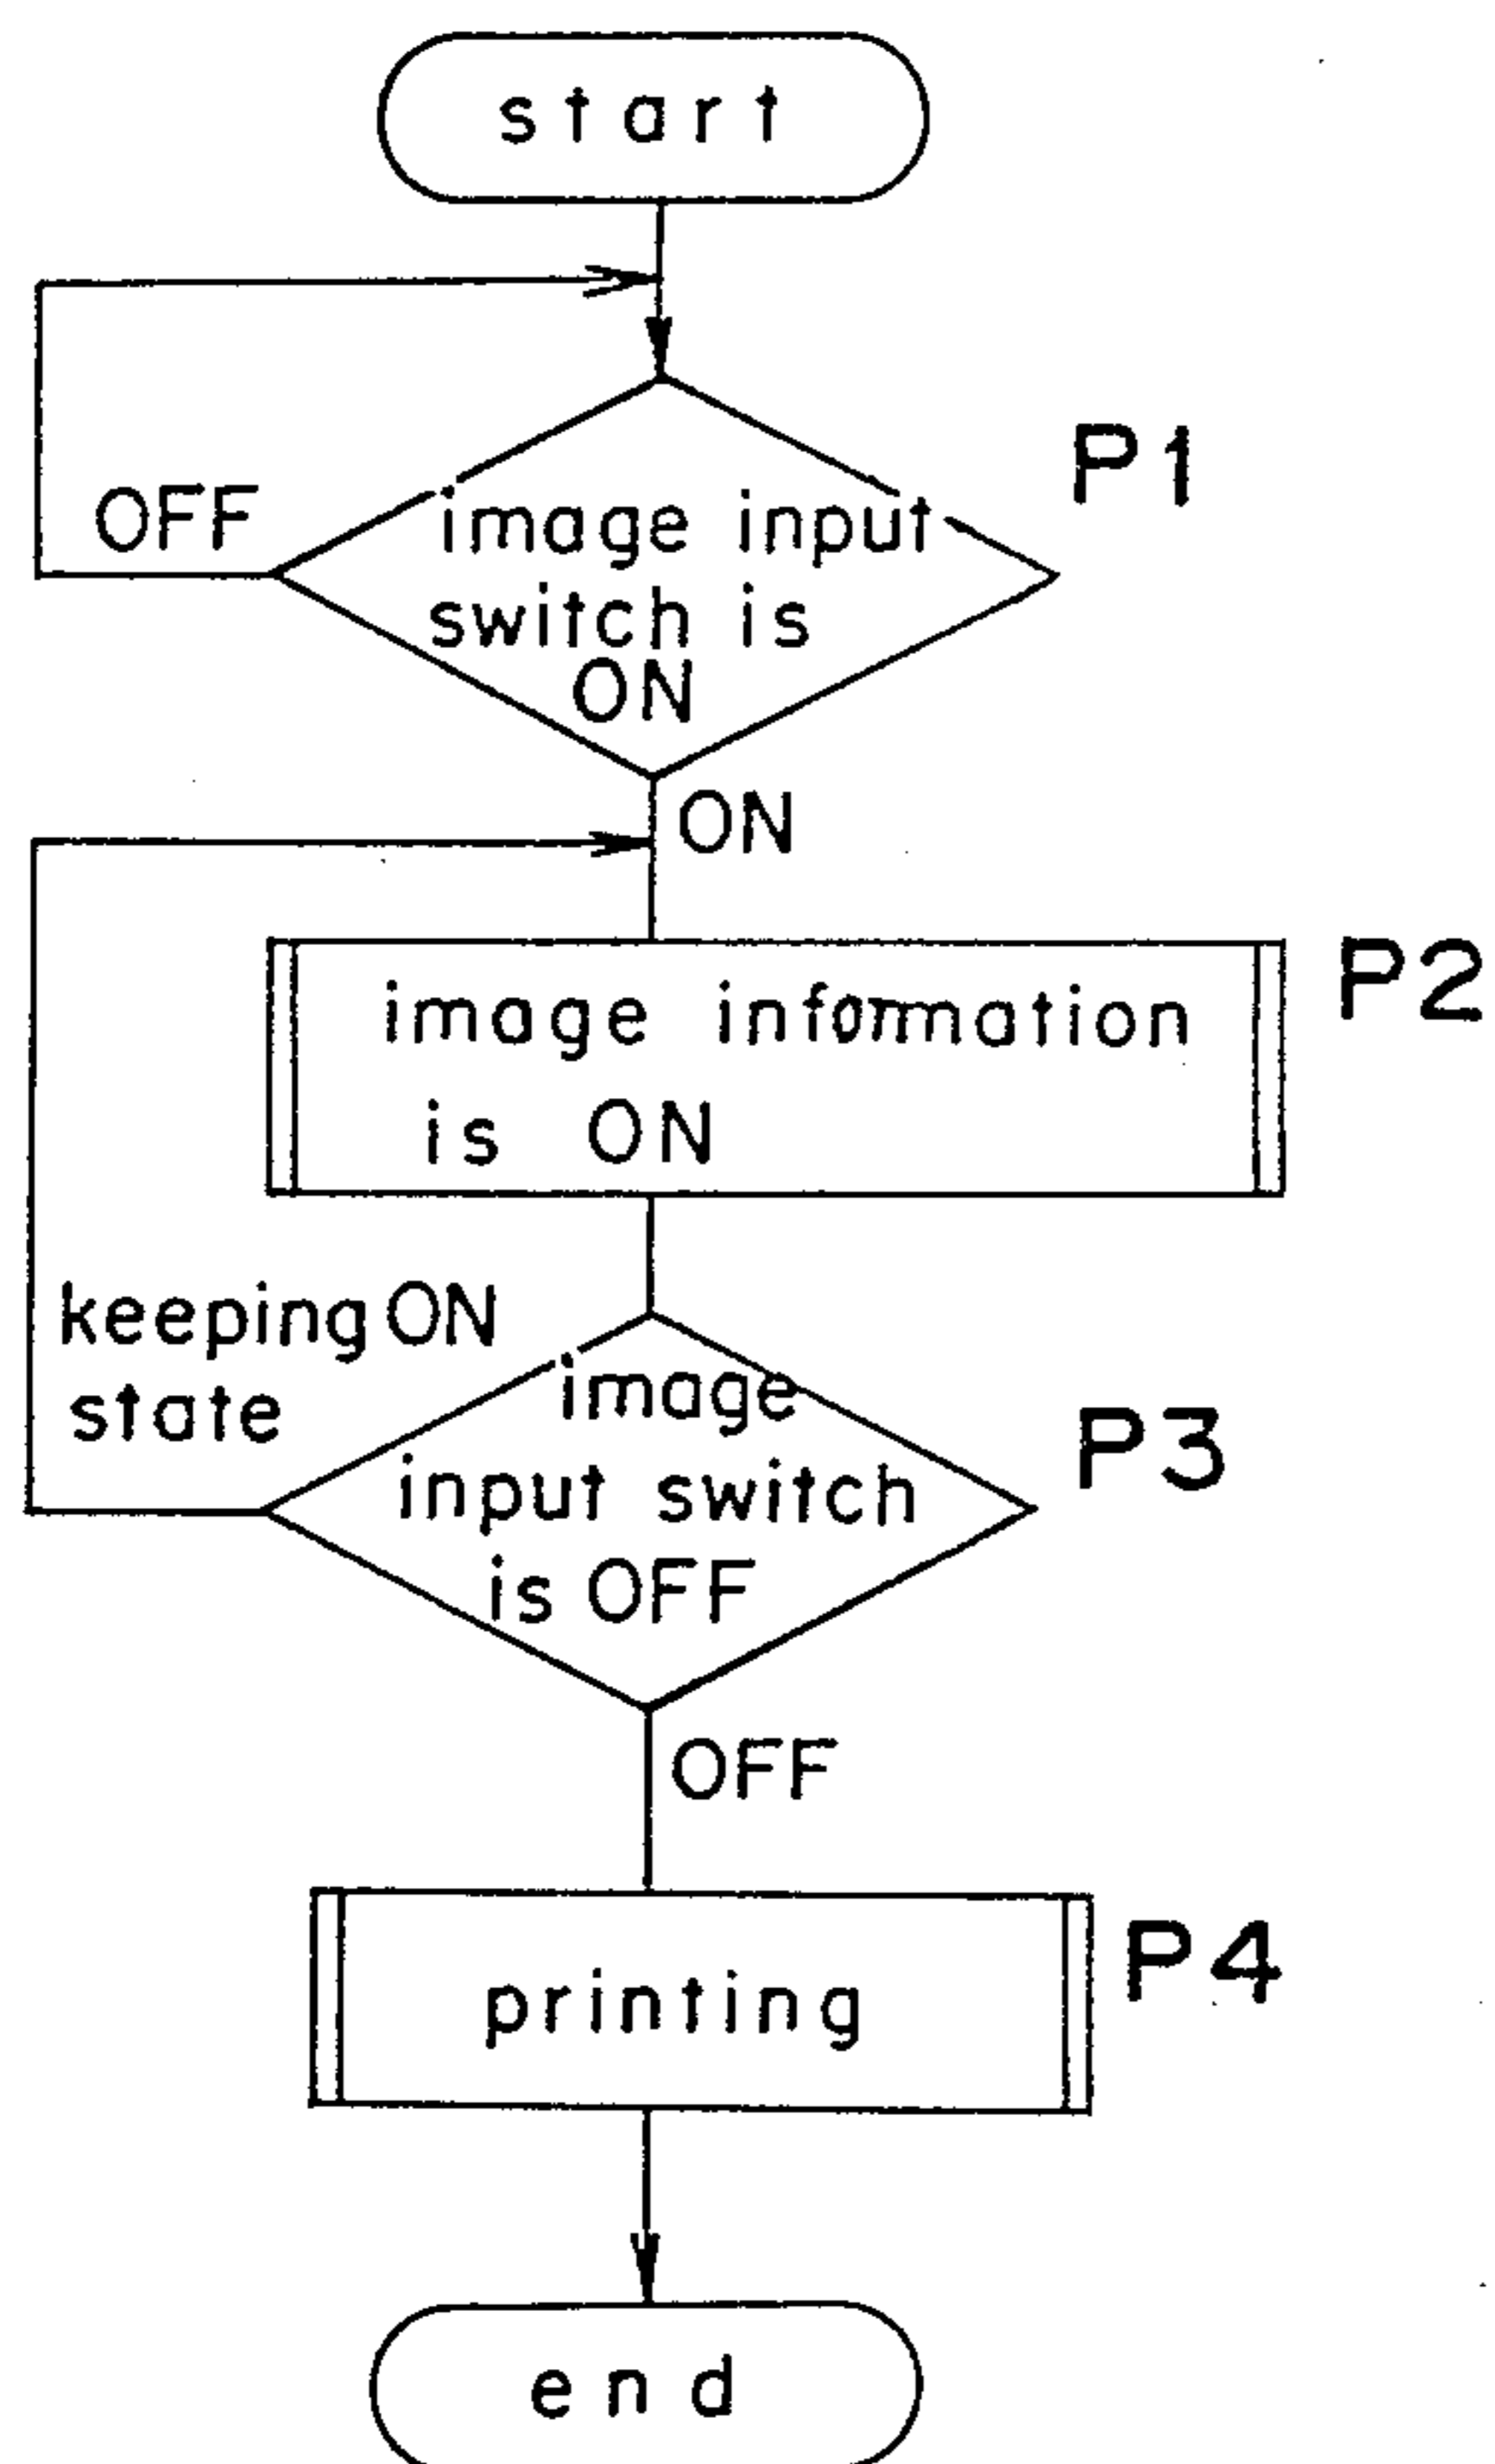 start
P1
OFF
image input
switch is
ON
ON
P2
image information
is ON
keeping ON
state
image
input switch
is OFF
P3
OFF
printing
P4
end